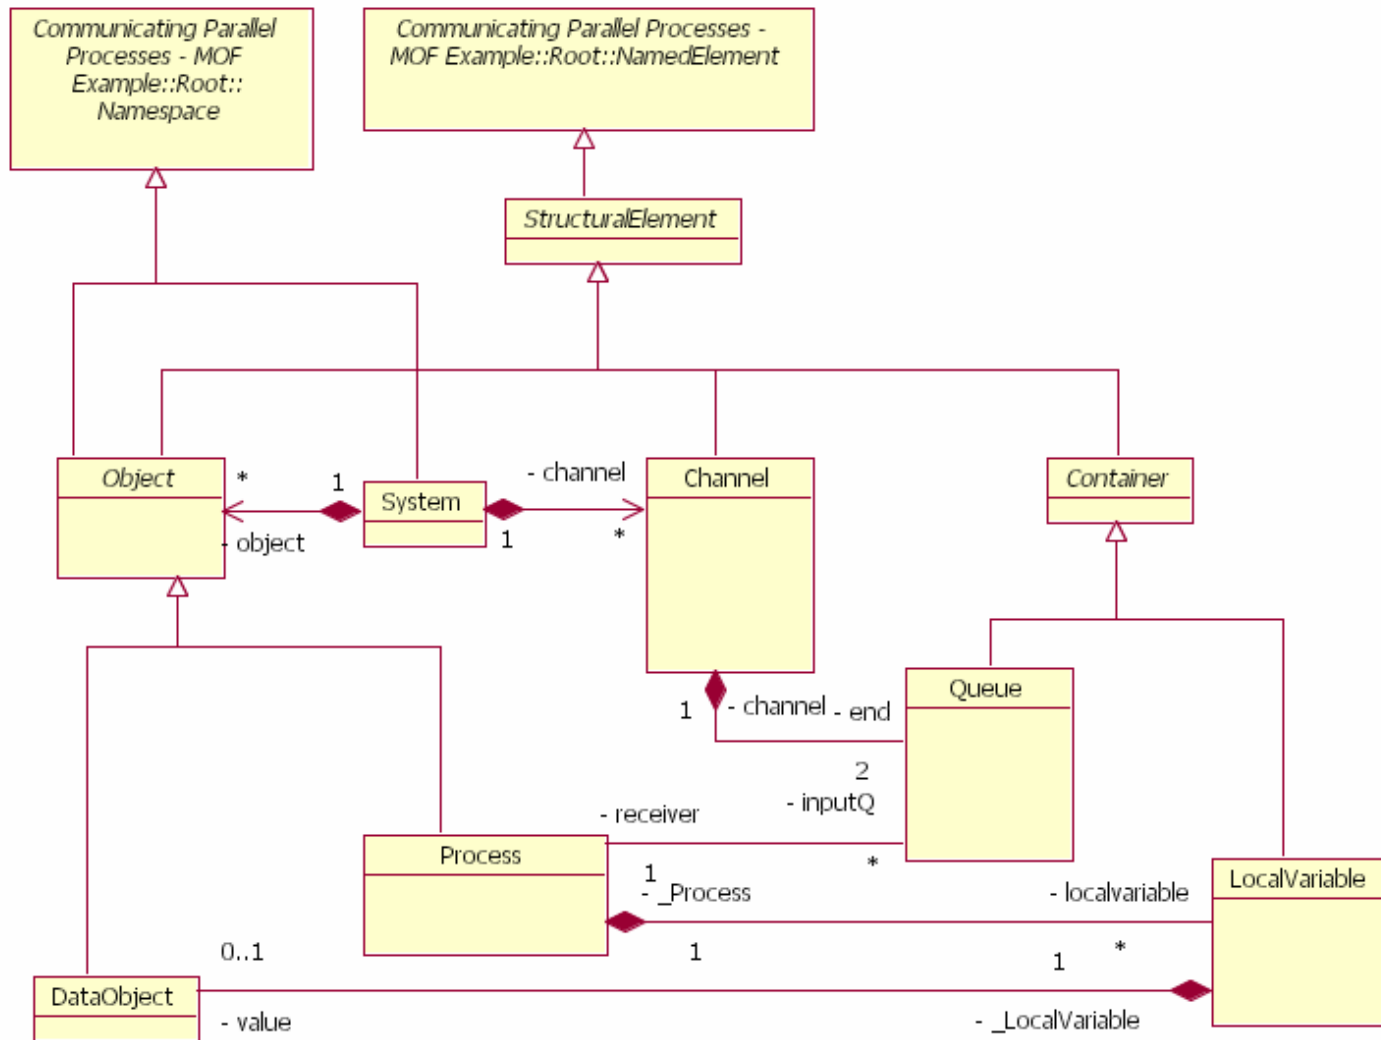 Communicating Parallel
Processes - MOF
Example::Root::
Namespace
Communicating Parallel Processes -
MOF Example::Root::NamedElement
StructuralElement
Object
*
1
- object
System
- channel
1
*
Channel
Container
1
- channel
- end
2
Queue
- inputQ
- receiver
*
1
Process
- _Process
- localvariable
1
*
LocalVariable
0..1
1
DataObject
- value
- _LocalVariable